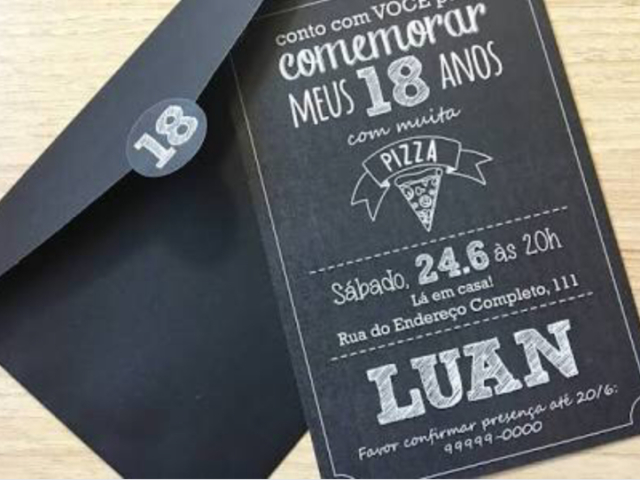 18
conto com VOCÊ
comemorar
MEUS 18 ANOS
com muita
PIZZA
Sábado, 24.6 às 20h
Lá em casa!
Rua do Endereço Completo, 111
LUAN
Favor confirmar presença até 20/6:
99999-0000